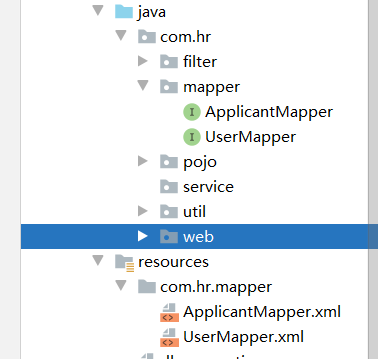 java
com.hr
filter
mapper
ApplicantMapper
UserMapper
pojo
service
util
web
resources
com.hr.mapper
ApplicantMapper.xml
UserMapper.xml